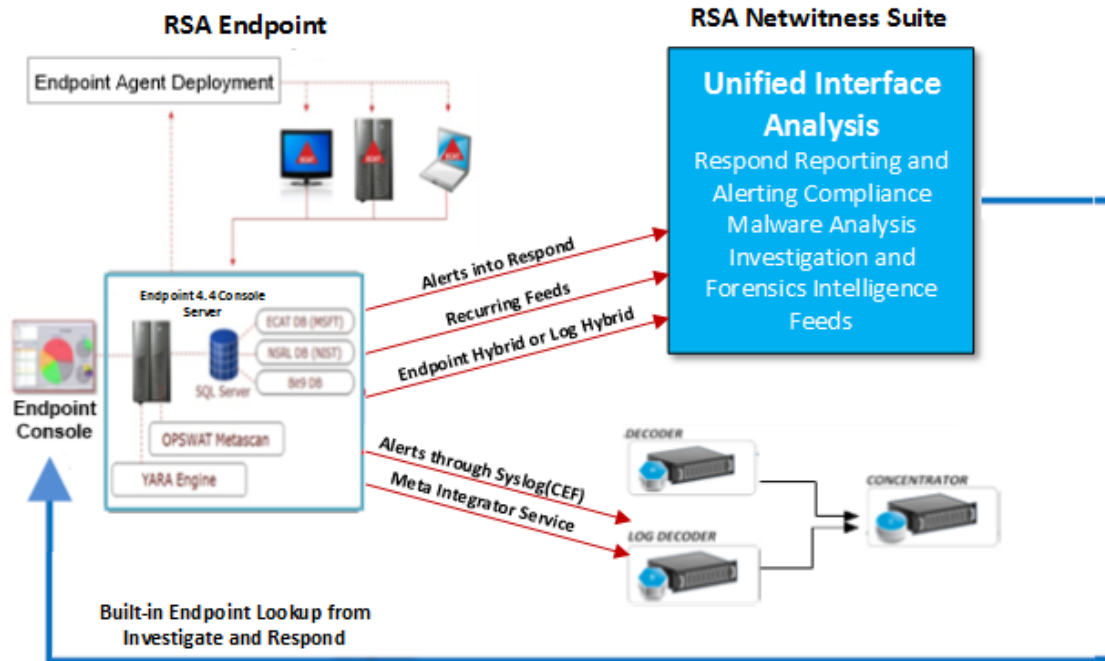 RSA Endpoint
RSA Netwitness Suite
Endpoint Agent Deployment
ECAT
ECAT
ECAT
Unified Interface
Analysis
Respond Reporting and
Alerting Compliance
Malware Analysis
Investigation and
Forensics Intelligence
Feeds
Alerts into Respond
Recurring Feeds
Endpoint Hybrid or Log Hybrid
Endpoint 4.4 Console
Server
ECAT DB (MSFT)
NSRL DB (NIST)
Bit9 DB
SQL Server
OPSWAT Metascan
YARA Engine
Endpoint
Console
Alerts through Syslog(CEF)
Meta Integrator Service
DECODER
LOG DECODER
CONCENTRATOR
Built-in Endpoint Lookup from
Investigate and Respond